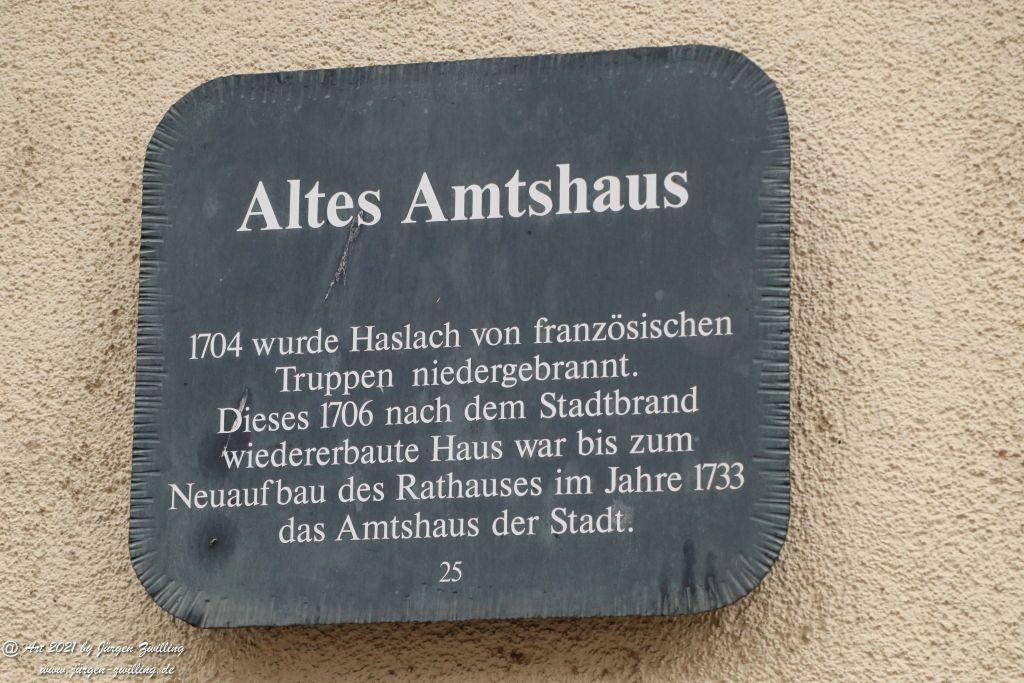 Altes Amtshaus
1704 wurde Haslach von französischen
Truppen niedergebrannt.
Dieses 1706 nach dem Stadtbrand
wiedererbaute Haus war bis zum
Neuaufbau des Rathauses im Jahre 1733
das Amtshaus der Stadt.
25
@ Art 2021 by Jürgen Zwilling
www.jürgen-zwilling.de